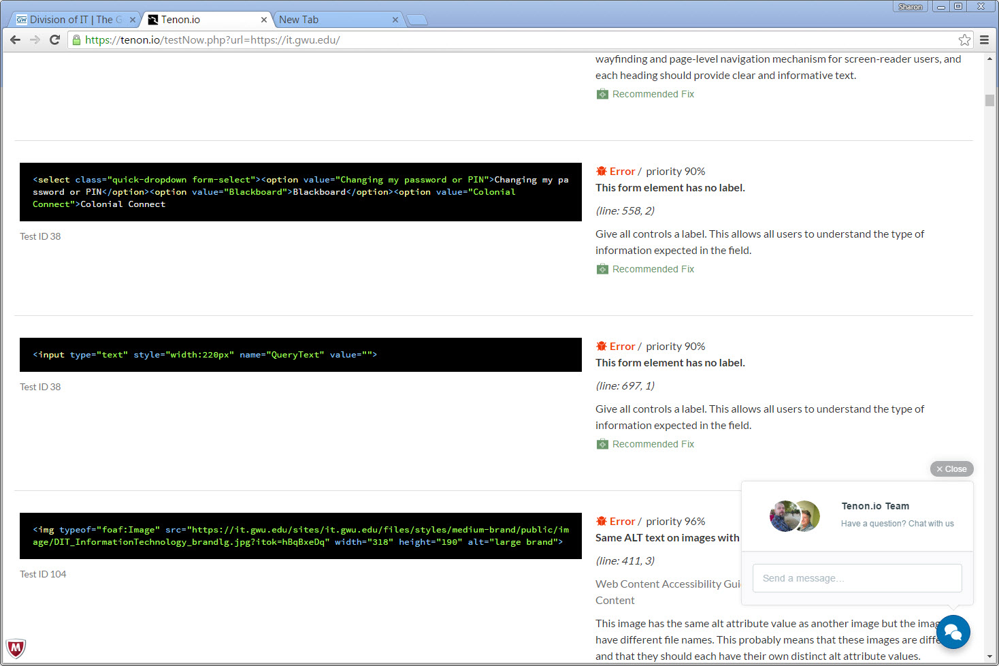 Sharon
GW Division of IT | The G
Tenon.io
New Tab
https://tenon.io/testNow.php?url=https://it.gwu.edu/
wayfinding and page-level navigation mechanism for screen-reader users, and
each heading should provide clear and informative text.
Recommended Fix
<select class="quick-dropdown form-select"><option value="Changing my password or PIN">Changing my pa
ssword or PIN</option><option value="Blackboard">Blackboard</option><option value="Colonial
Connect">Colonial Connect
Test ID 38
Error / priority 90%
This form element has no label.
(line: 558, 2)
Give all controls a label. This allows all users to understand the type of
information expected in the field.
Recommended Fix
<input type="text" style="width:220px" name="QueryText" value="">
Test ID 38
Error / priority 90%
This form element has no label.
(line: 697, 1)
Give all controls a label. This allows all users to understand the type of
information expected in the field.
Recommended Fix
<img typeof="foaf:Image" src="https://it.gwu.edu/sites/it.gwu.edu/files/styles/medium-brand/public/im
age/DIT_InformationTechnology_brandlg.jpg?itok=hBqBxeDq" width="318" height="190" alt="large brand">
Test ID 104
Error / priority 96%
Same ALT text on images with
(line: 411, 3)
Web Content Accessibility Gui
Content
This image has the same alt attribute value as another image but the imag
have different file names. This probably means that these images are diffe
and that they should each have their own distinct alt attribute values.
Close
Tenon.io Team
Have a question? Chat with us
Send a message...
M